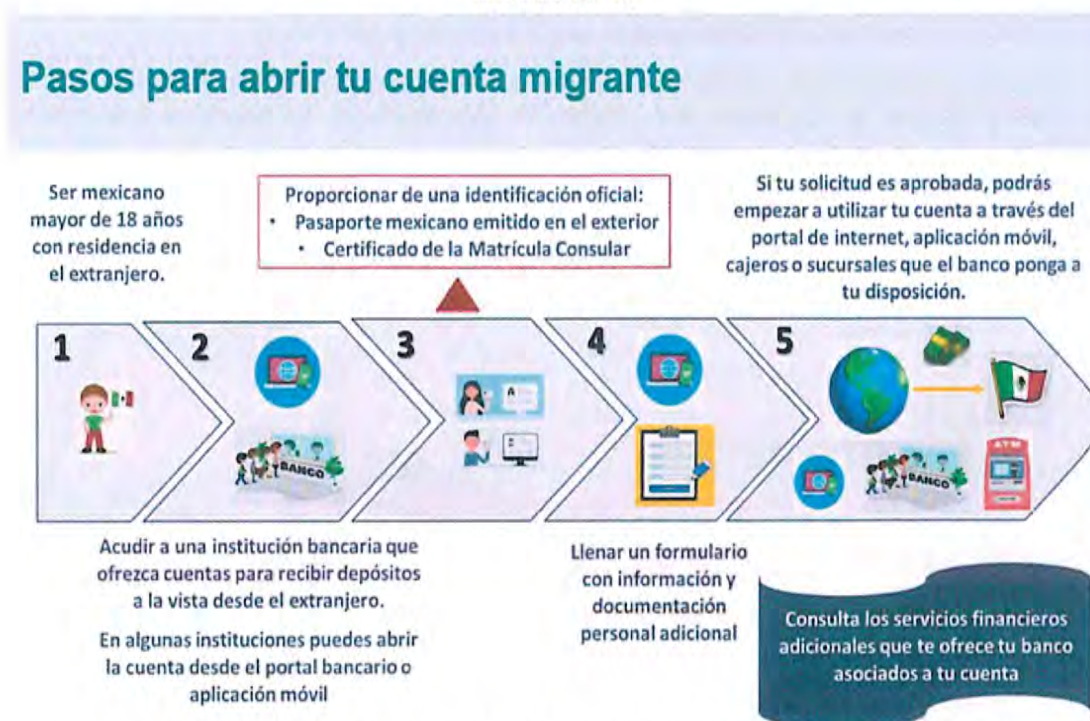 Pasos para abrir tu cuenta migrante
Ser mexicano
mayor de 18 años
con residencia en
el extranjero.
Proporcionar de una identificación oficial:
• Pasaporte mexicano emitido en el exterior
• Certificado de la Matrícula Consular
Si tu solicitud es aprobada, podrás
empezar a utilizar tu cuenta a través del
portal de internet, aplicación móvil,
cajeros o sucursales que el banco ponga a
tu disposición.
1
2
BANCO
3
A
4
5
BANCO
ATM
Acudir a una institución bancaria que
ofrezca cuentas para recibir depósitos
a la vista desde el extranjero.
En algunas instituciones puedes abrir
la cuenta desde el portal bancario o
aplicación móvil
Llenar un formulario
con información y
documentación
personal adicional
Consulta los servicios financieros
adicionales que te ofrece tu banco
asociados a tu cuenta